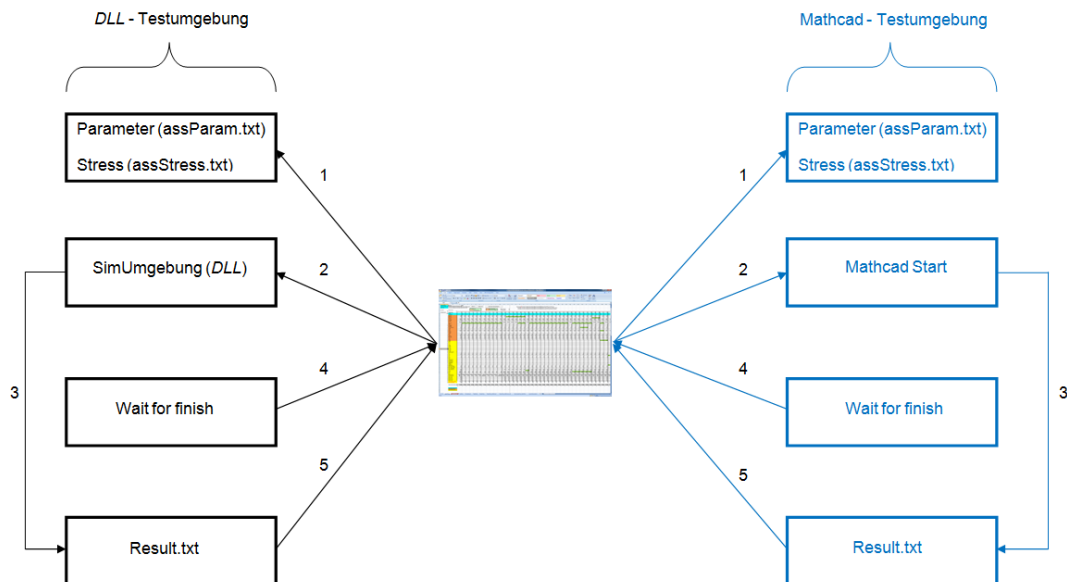 DLL - Testumgebung
Parameter (assParam.txt)
Stress (assStress.txt)
1
SimUmgebung (DLL)
2
3
Wait for finish
4
5
Result.txt
Mathcad - Testumgebung
Parameter (assParam.txt)
Stress (assStress.txt)
1
Mathcad Start
2
3
Wait for finish
4
5
Result.txt